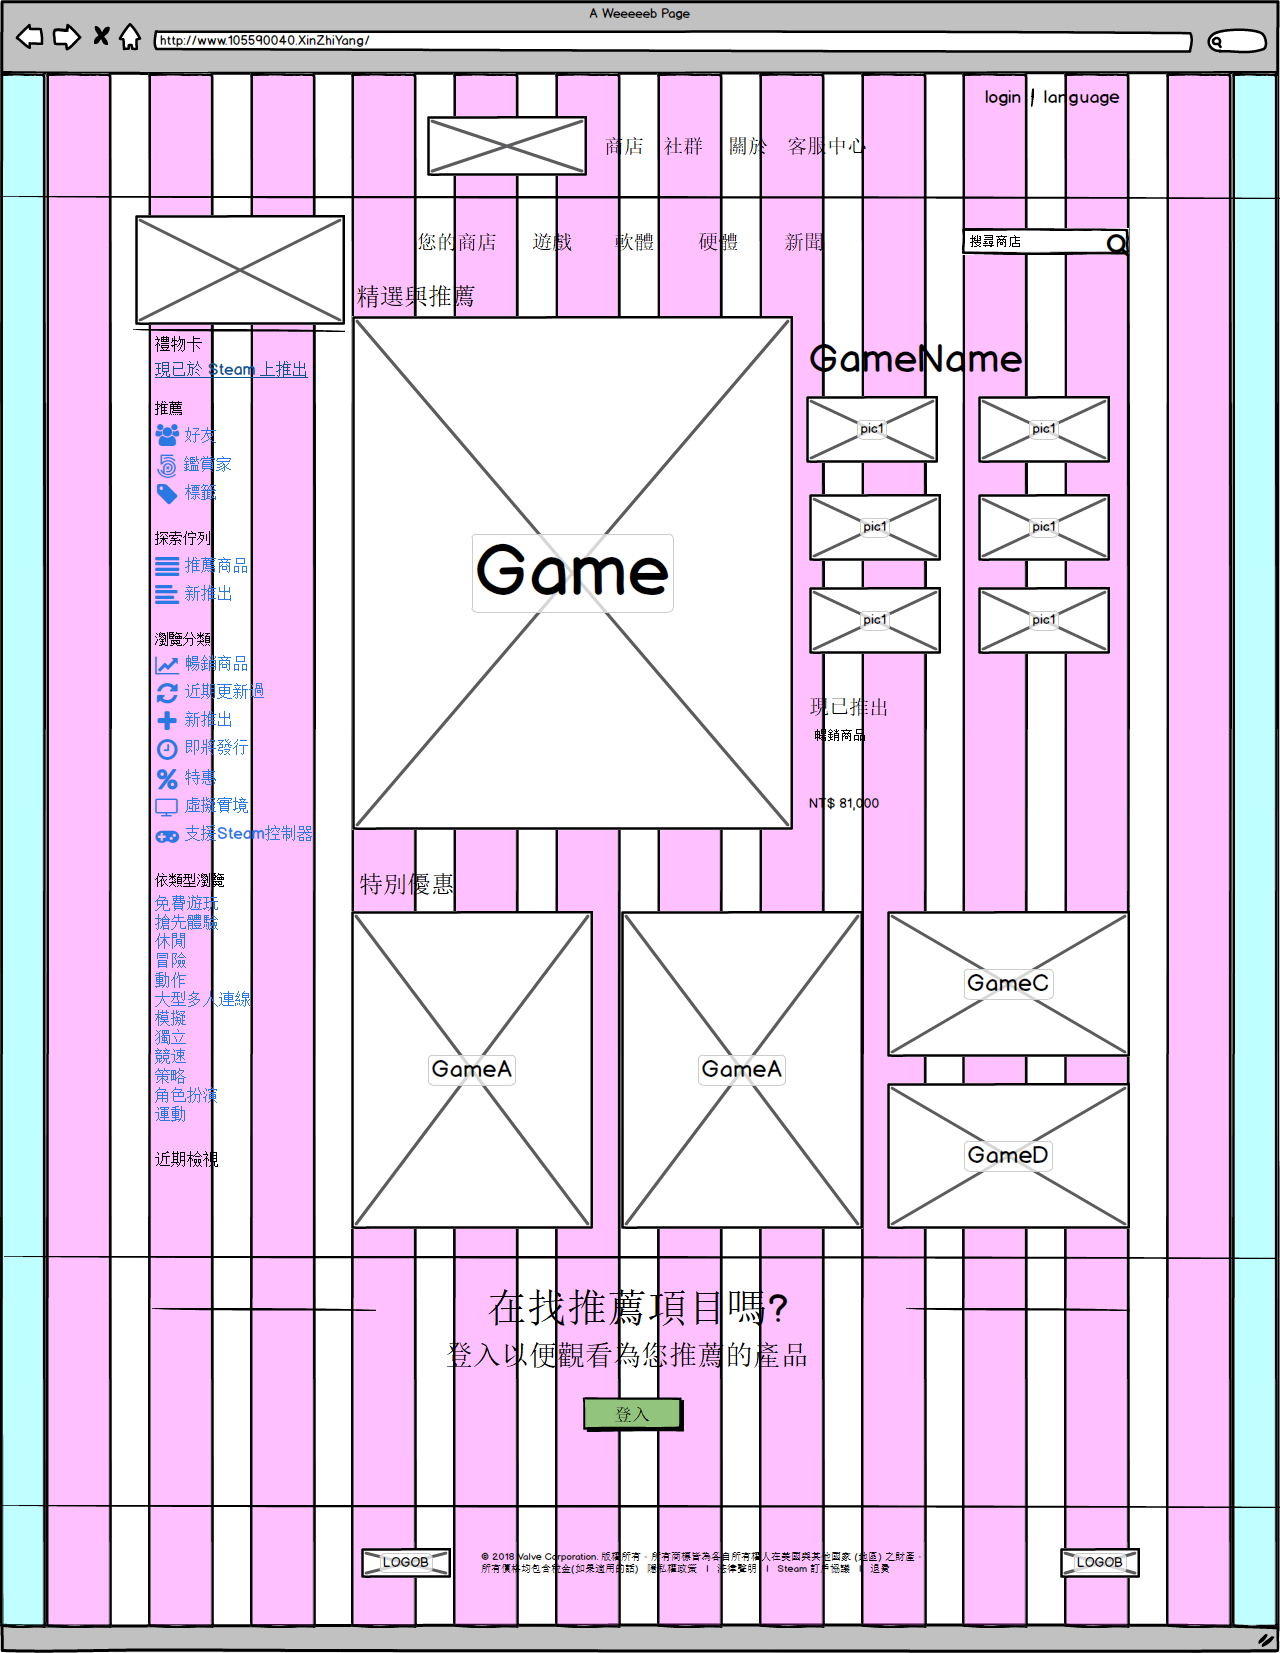 A Weeeeeb Page
http://www.105590040.XinZhiYang/
login | language
商店 社群 關於 客服中心
您的商店 遊戲 軟體 硬體 新聞
搜尋商店
精選與推薦
禮物卡
現已於 Steam 上推出
推薦
好友
鑑賞家
標籤
探索佇列
推薦商品
新推出
瀏覽分類
暢銷商品
近期更新過
新推出
即將發行
特惠
虛擬實境
支援Steam控制器
依類型瀏覽
免費遊玩
搶先體驗
休閒
冒險
動作
大型多人連線
模擬
獨立
競速
策略
角色扮演
運動
近期檢視
Game
GameName
pic1 pic1
pic1 pic1
pic1 pic1
現已推出
暢銷商品
NT$ 81,000
特別優惠
GameA
GameA
GameC
GameD
在找推薦項目嗎?
登入以便觀看為您推薦的產品
登入
LOGOB
© 2018 Valve Corporation. 版權所有。所有商標皆為各自所有權人在美國與其他國家 (地區) 之財產。
所有價格均包含稅金(如果適用的話) 隱私權政策 | 法律聲明 | Steam 訂戶協議 | 退費
LOGOB